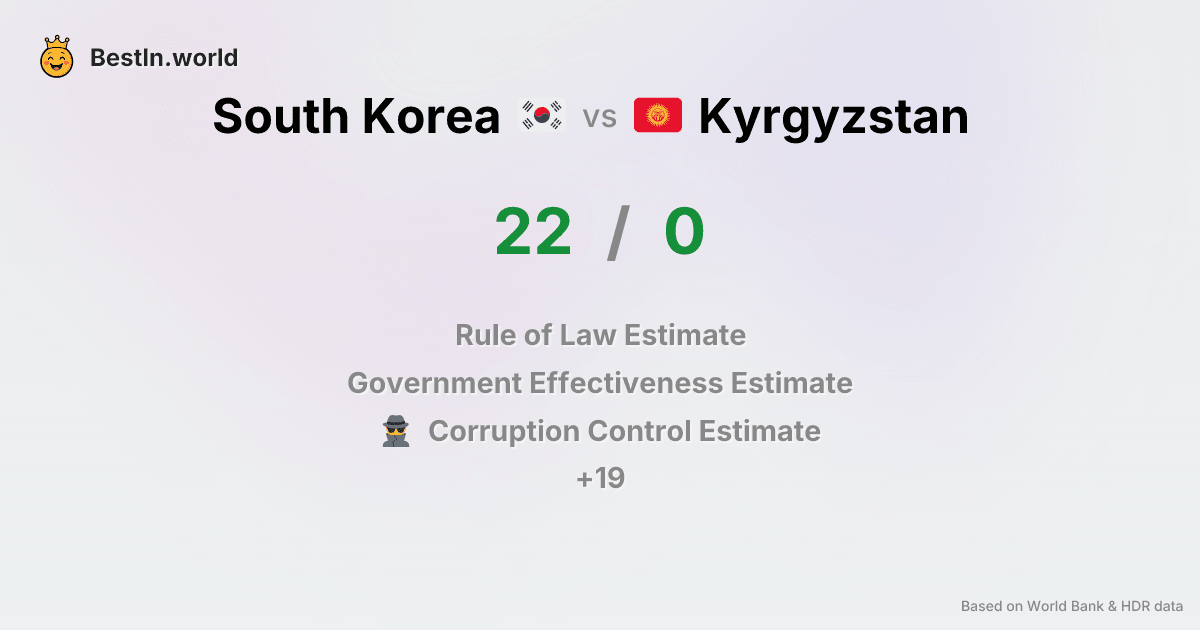 BestIn.world
South Korea vs Kyrgyzstan
22 / 0
Rule of Law Estimate
Government Effectiveness Estimate
Corruption Control Estimate
+19
Based on World Bank & HDR data